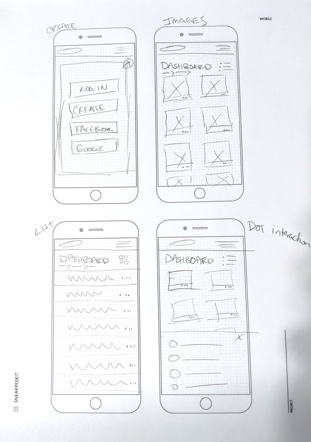 CREATE
IMAGES
MOBILE
LOG IN
CREATE
FACEBOOK
GOOGLE
DASHBOARD
List
DOT interaction
DASHBOARD
DASHBOARD
SNEAKPEEKIT
PROJECT